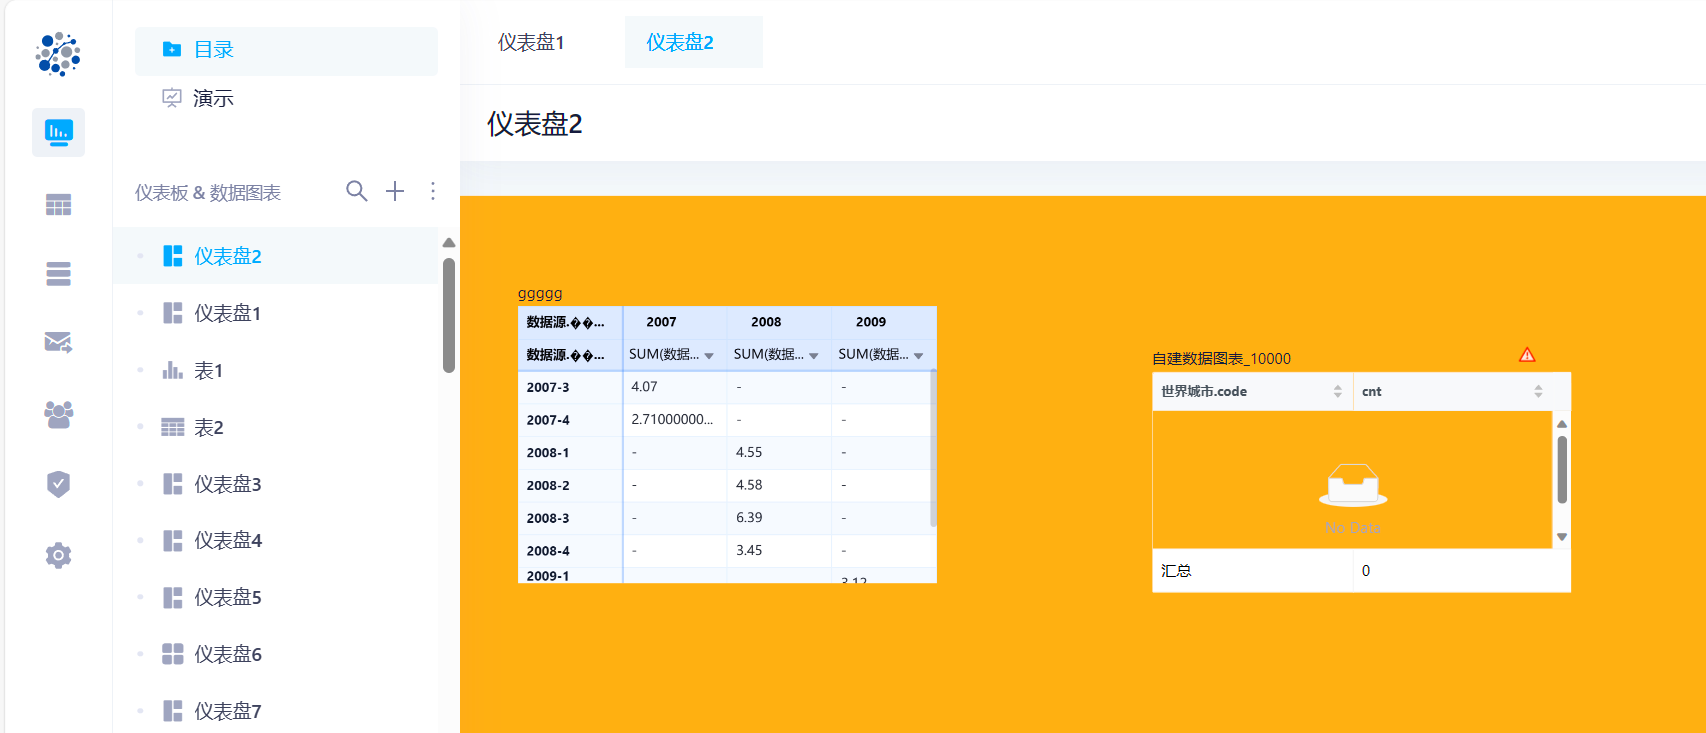 目录
演示
仪表板 & 数据图表
仪表盘2
仪表盘1
表1
表2
仪表盘3
仪表盘4
仪表盘5
仪表盘6
仪表盘7
仪表盘1 仪表盘2
仪表盘2
ggggg
数据源.��... 2007 2008 2009
数据源.��... SUM(数据... SUM(数据... SUM(数据...
2007-3 4.07 - -
2007-4 2.71000000... - -
2008-1 - 4.55 -
2008-2 - 4.58 -
2008-3 - 6.39 -
2008-4 - 3.45 -
2009-1 3.12
自建数据图表_10000
世界城市.code cnt
No Data
汇总 0